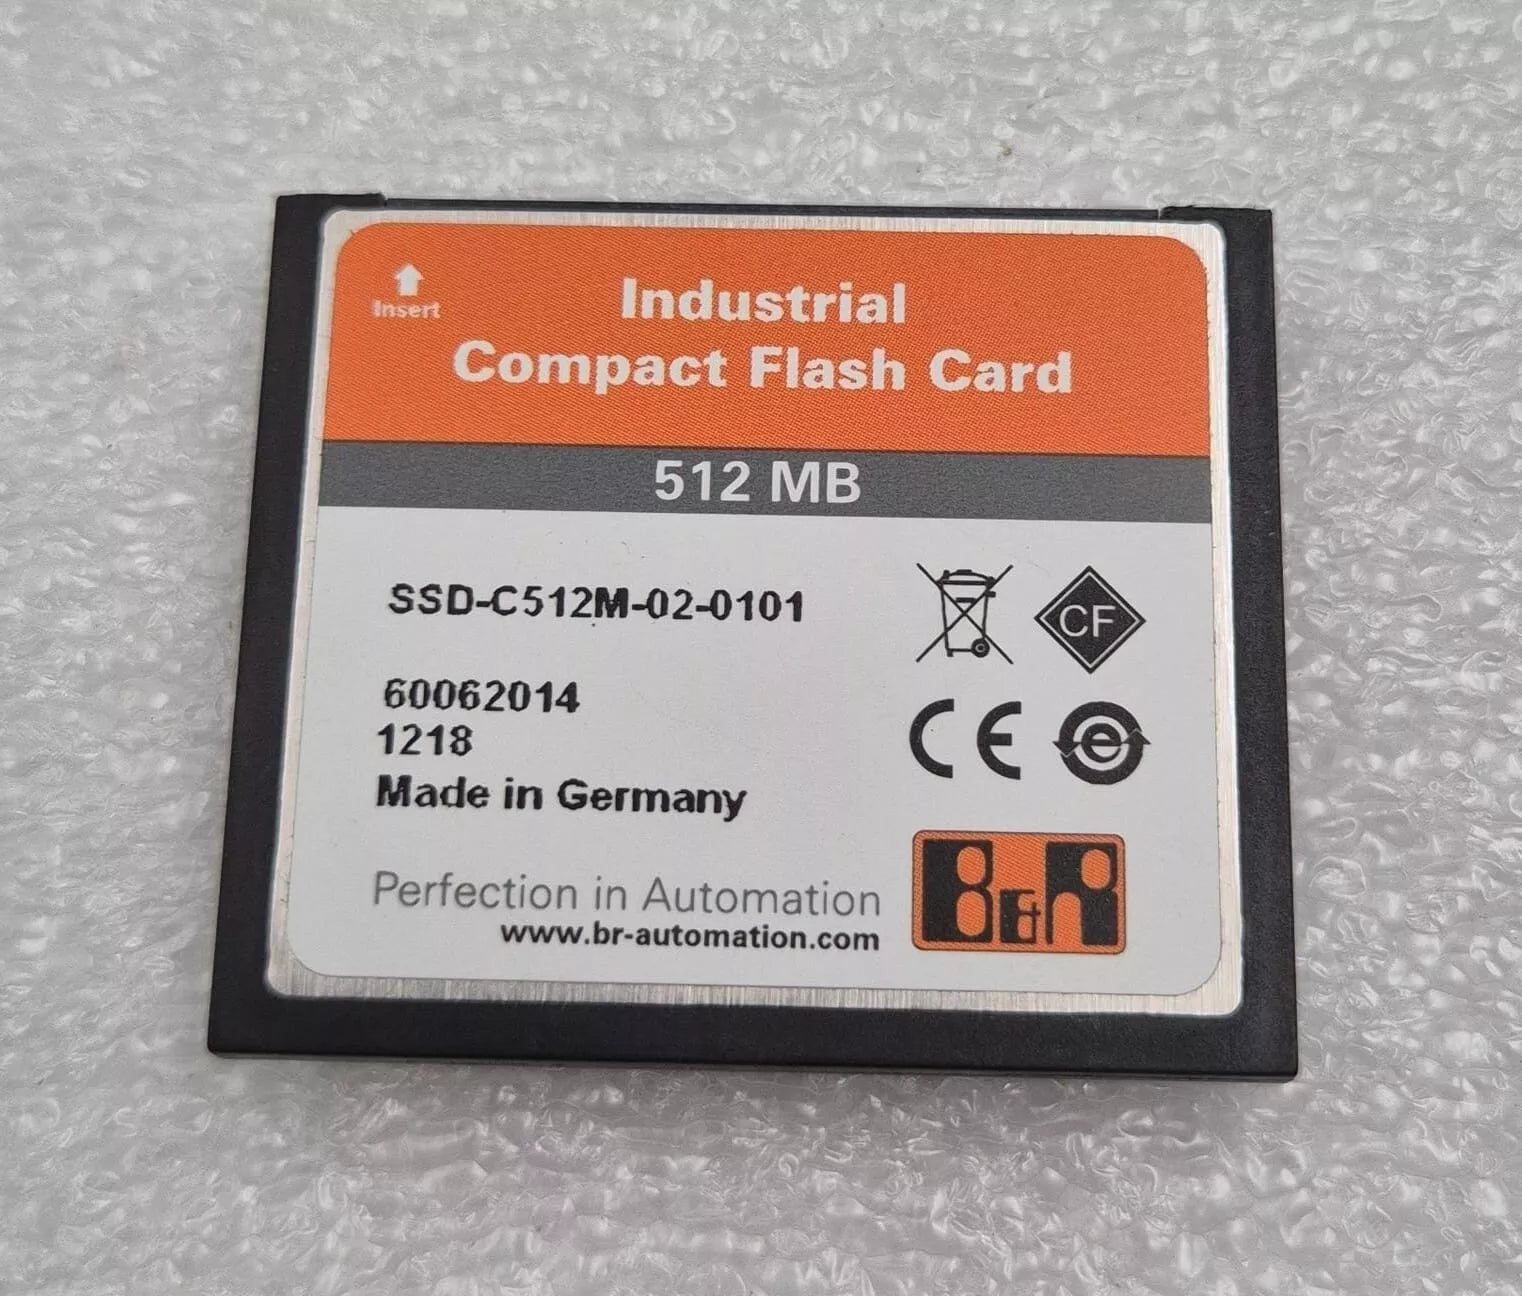 Insert
Industrial
Compact Flash Card
512 MB
SSD-C512M-02-0101
CF
60062014
1218
CE
e
Made in Germany
Perfection in Automation
www.br-automation.com
B&R